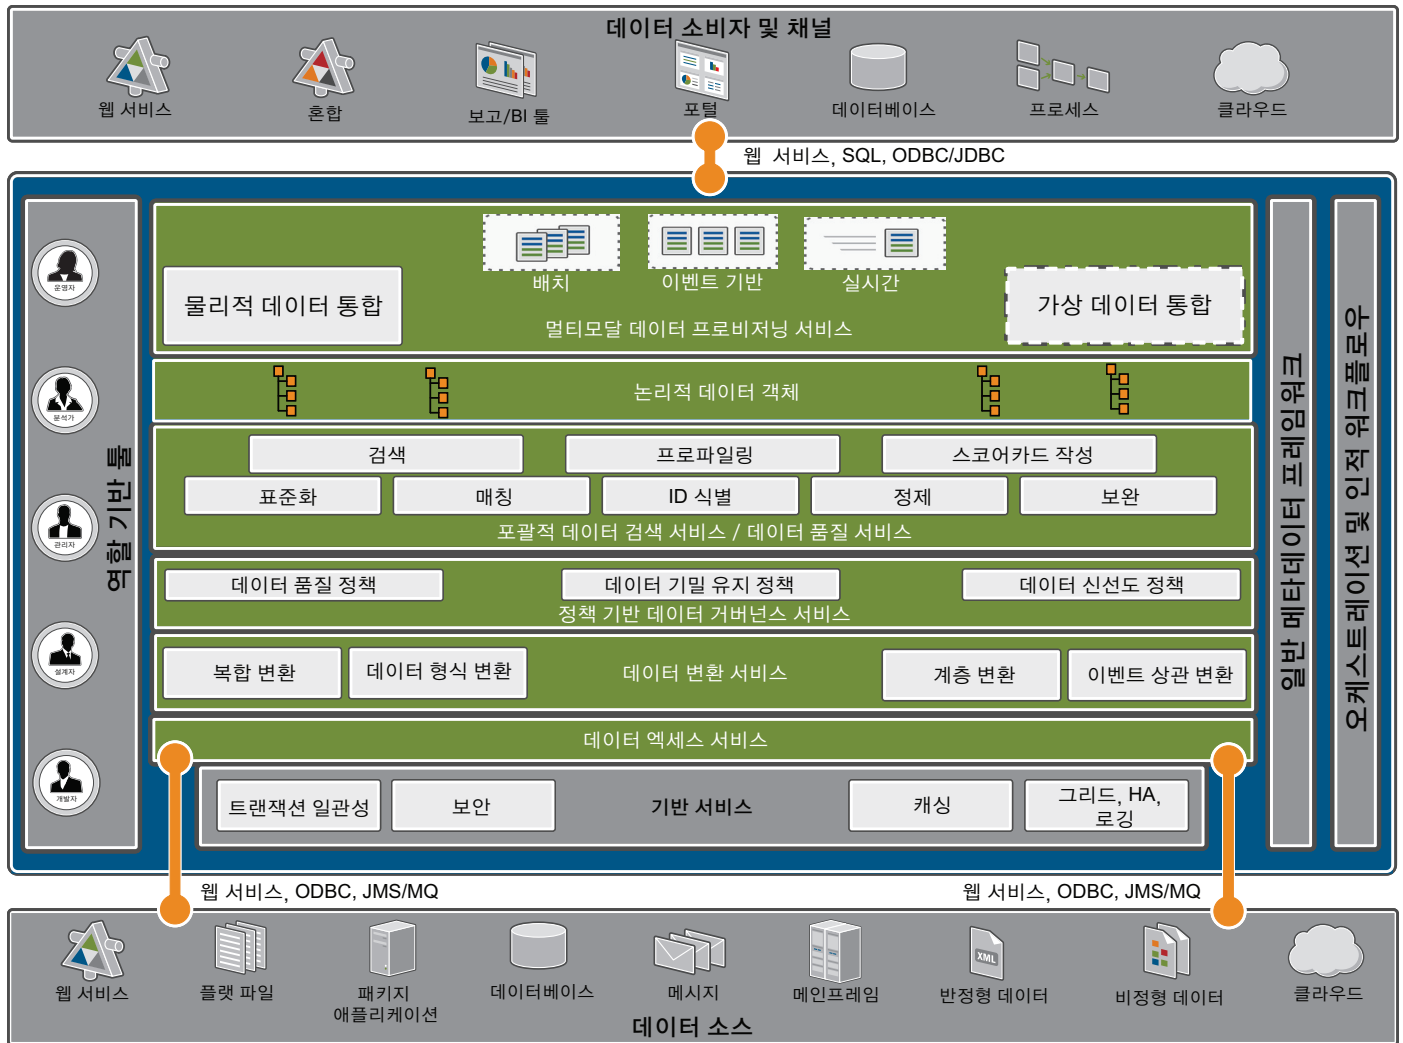 데이터 소비자 및 채널
웹 서비스
혼합
보고/BI 툴
포털
데이터베이스
프로세스
클라우드
웹 서비스, SQL, ODBC/JDBC
역할 기반 툴
운영자
분석가
관리자
설계자
개발자
배치
이벤트 기반
실시간
물리적 데이터 통합
가상 데이터 통합
멀티모달 데이터 프로비저닝 서비스
논리적 데이터 객체
검색
프로파일링
스코어카드 작성
표준화
매칭
ID 식별
정제
보완
포괄적 데이터 검색 서비스 / 데이터 품질 서비스
데이터 품질 정책
데이터 기밀 유지 정책
데이터 신선도 정책
정책 기반 데이터 거버넌스 서비스
복합 변환
데이터 형식 변환
데이터 변환 서비스
계층 변환
이벤트 상관 변환
데이터 엑세스 서비스
트랜잭션 일관성
보안
기반 서비스
캐싱
그리드, HA,
로깅
일반 메타데이터 프레임워크
오케스트레이션 및 인적 워크플로우
웹 서비스, ODBC, JMS/MQ
웹 서비스, ODBC, JMS/MQ
웹 서비스
플랫 파일
패키지
애플리케이션
데이터베이스
메시지
메인프레임
XML
반정형 데이터
비정형 데이터
클라우드
데이터 소스